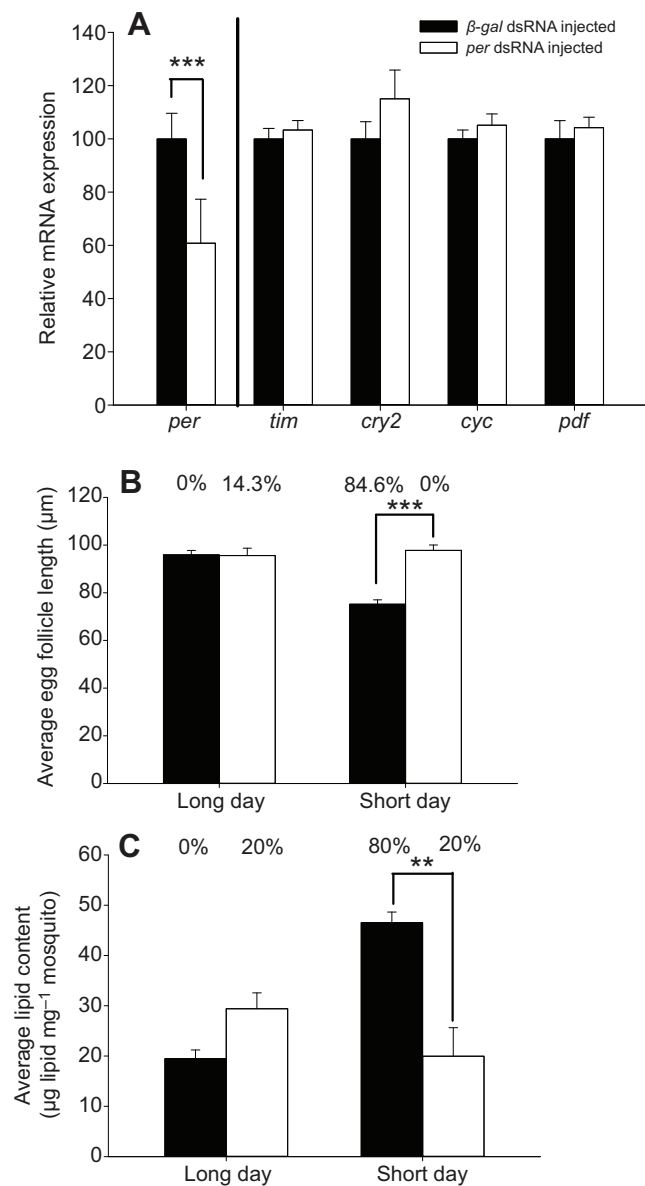 A
β-gal dsRNA injected
per dsRNA injected
140
120
100
80
60
40
20
0
Relative mRNA expression
***
per
tim
cry2
cyc
pdf
B
0%
14.3%
84.6%
0%
***
120
100
80
60
40
20
0
Average egg follicle length (µm)
Long day
Short day
C
0%
20%
80%
20%
**
60
50
40
30
20
10
0
Average lipid content
(µg lipid mg⁻¹ mosquito)
Long day
Short day